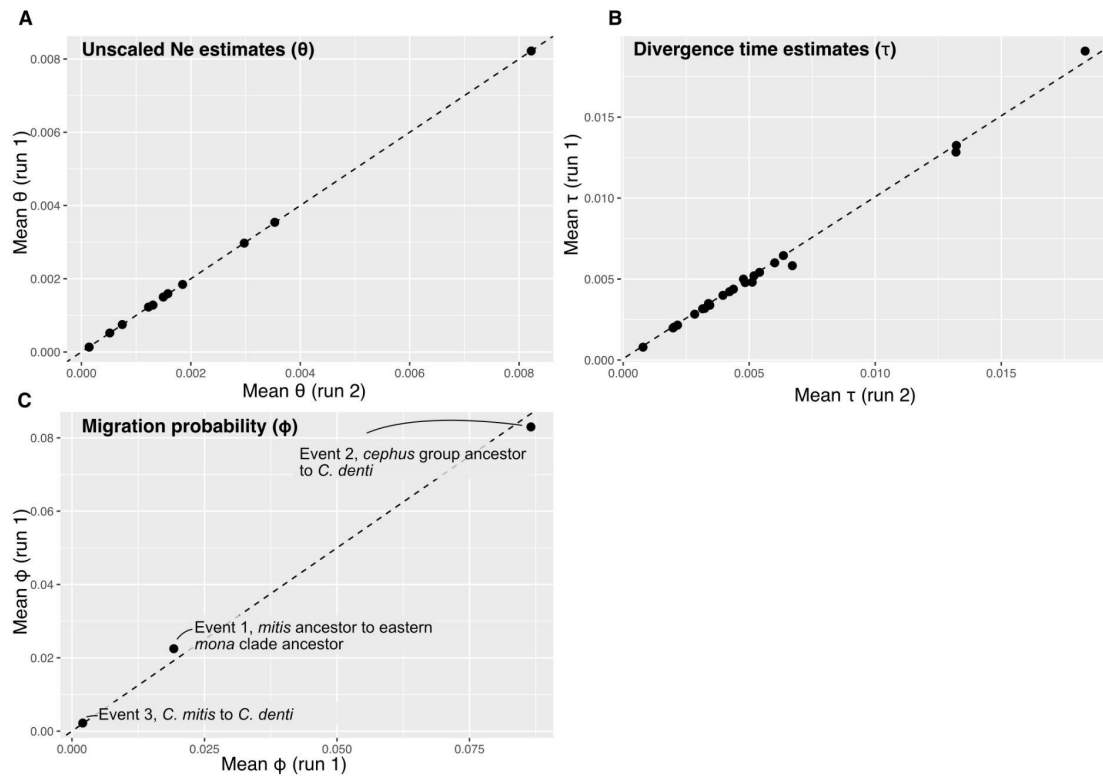 A
Unscaled Ne estimates (θ)
0.008
0.006
0.004
0.002
0.000
Mean θ (run 1)
0.000 0.002 0.004 0.006 0.008
Mean θ (run 2)
B
Divergence time estimates (τ)
0.015
0.010
0.005
0.000
Mean τ (run 1)
0.000 0.005 0.010 0.015
Mean τ (run 2)
C
Migration probability (ϕ)
0.08
0.06
0.04
0.02
0.00
Mean ϕ (run 1)
Event 2, cephus group ancestor
to C. denti
Event 1, mitis ancestor to eastern
mona clade ancestor
Event 3, C. mitis to C. denti
0.000 0.025 0.050 0.075
Mean ϕ (run 1)